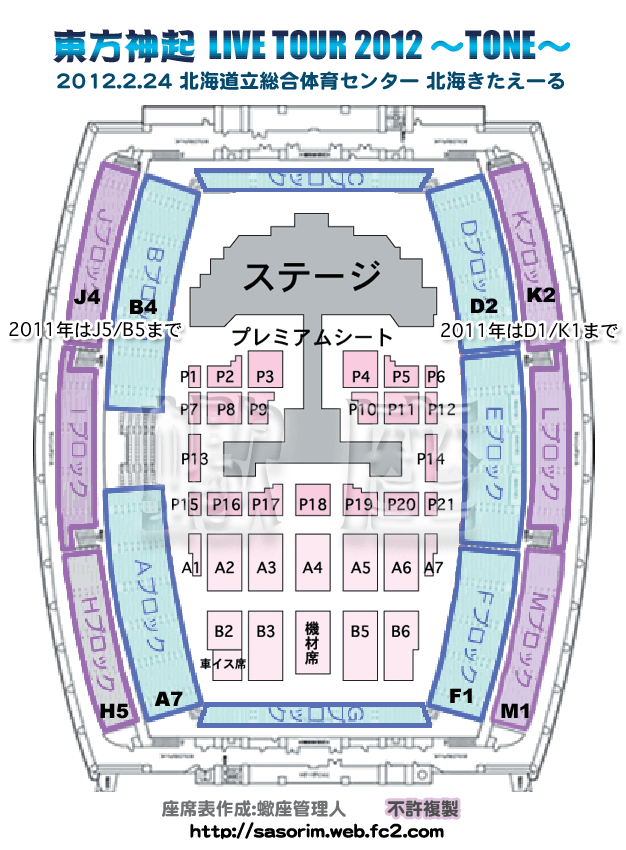 東方神起 LIVE TOUR 2012 ～TONE～
2012.2.24 北海道立総合体育センター 北海きたえーる
Cブロック
Jブロック
Bブロ
Dブロック
Kブロック
ステージ
J4
B4
D2
K2
2011年はJ5/B5まで
プレミアムシート
2011年はD1/K1まで
P1 P2 P3 P4 P5 P6
P7 P8 P9 P10 P11 P12
Iブロック
Eブロック
Lブロック
P13 P14
P15 P16 P17 P18 P19 P20 P21
A1 A2 A3 A4 A5 A6 A7
Aブロック
Hブロック
Fブロック
Mブロック
B2 B3 機材席 B5 B6
車イス席
H5
A7
F1
M1
Gブロック
座席表作成:蠍座管理人 不許複製
http://sasorim.web.fc2.com